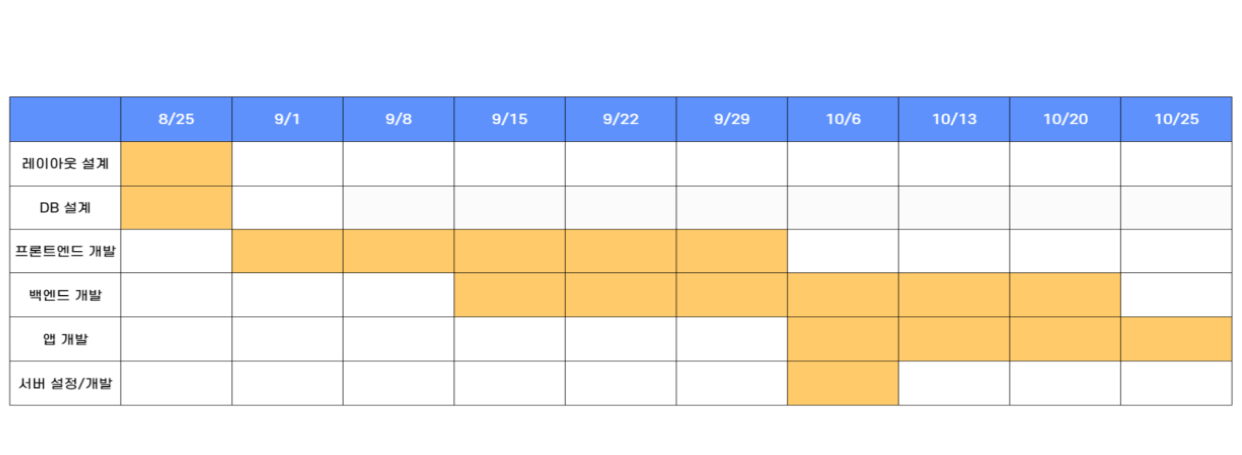 8/25 9/1 9/8 9/15 9/22 9/29 10/6 10/13 10/20 10/25
레이아웃 설계
DB 설계
프론트엔드 개발
백엔드 개발
앱 개발
서버 설정/개발